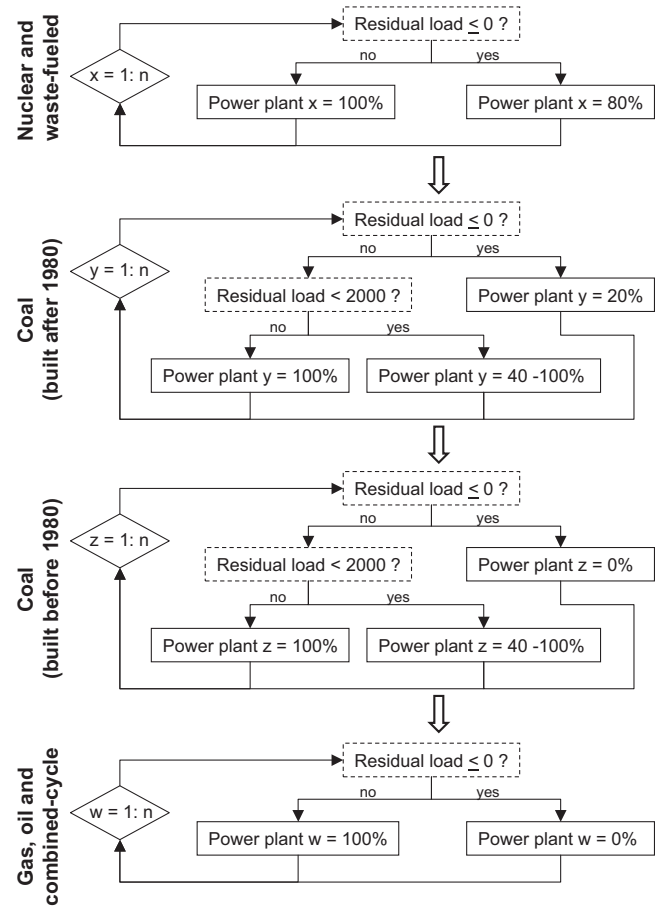 Nuclear and
waste-fueled
Residual load ≤ 0 ?
no
yes
x = 1: n
Power plant x = 100%
Power plant x = 80%
Coal
(built after 1980)
Residual load ≤ 0 ?
no
yes
y = 1: n
Residual load < 2000 ?
Power plant y = 20%
no
yes
Power plant y = 100%
Power plant y = 40 -100%
Coal
(built before 1980)
Residual load ≤ 0 ?
no
yes
z = 1: n
Residual load < 2000 ?
Power plant z = 0%
no
yes
Power plant z = 100%
Power plant z = 40 -100%
Gas, oil and
combined-cycle
Residual load ≤ 0 ?
no
yes
w = 1: n
Power plant w = 100%
Power plant w = 0%